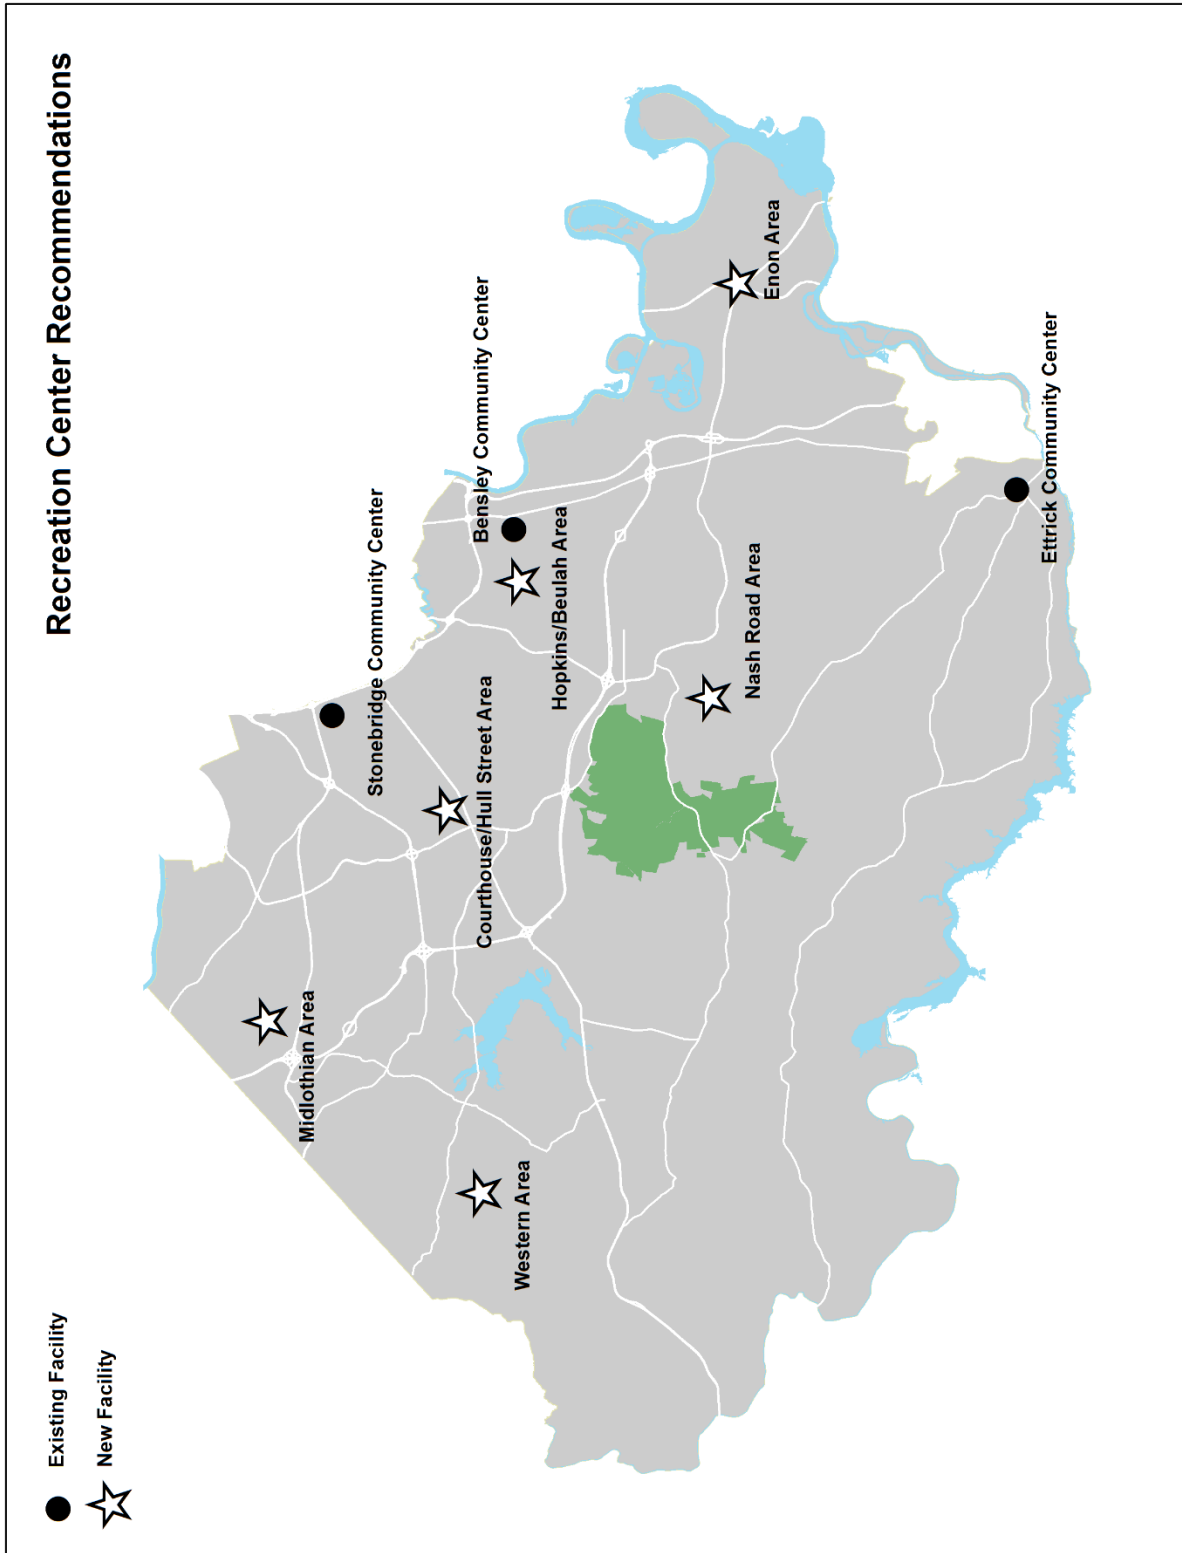 Recreation Center Recommendations
Existing Facility
New Facility
Midlothian Area
Stonebridge Community Center
Courthouse/Hull Street Area
Bensley Community Center
Western Area
Hopkins/Beulah Area
Nash Road Area
Enon Area
Ettrick Community Center